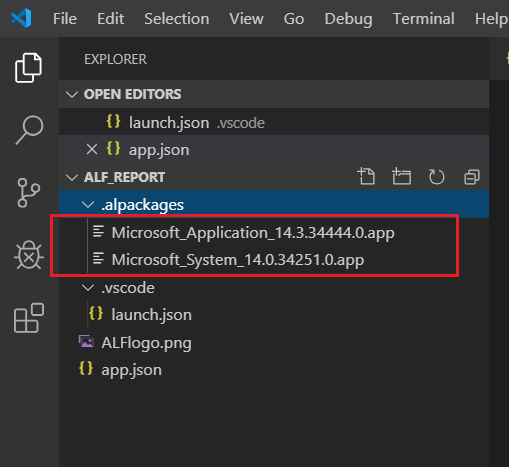 File Edit Selection View Go Debug Terminal Help
EXPLORER
OPEN EDITORS
{} launch.json .vscode
{} app.json
ALF_REPORT
.alpackages
Microsoft_Application_14.3.34444.0.app
Microsoft_System_14.0.34251.0.app
.vscode
{} launch.json
ALFlogo.png
{} app.json